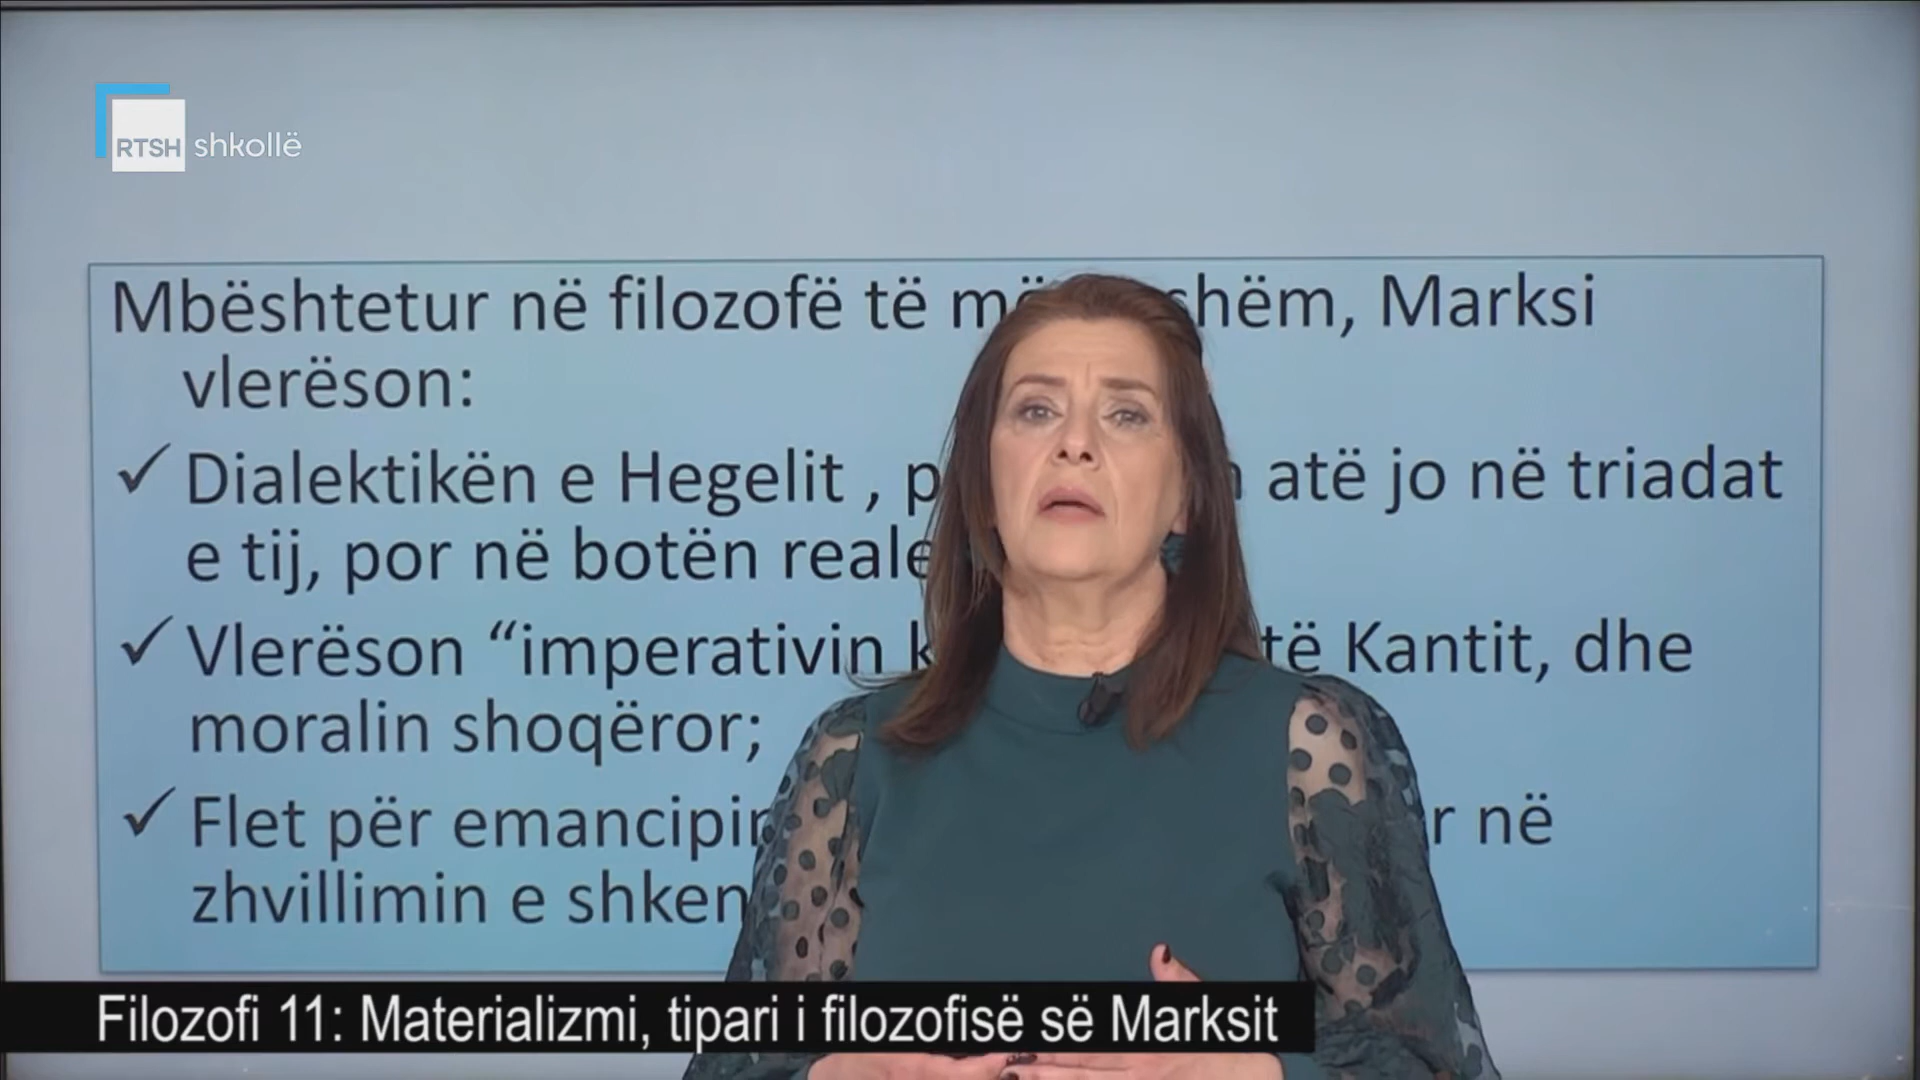 RTSH shkollë
Mbështetur në filozofë të shëm, Marksi
vlerëson:
✓ Dialektikën e Hegelit , atë jo në triadat
e tij, por në botën reale
✓ Vlerëson “imperativin të Kantit, dhe
moralin shoqëror;
✓ Flet për në
zhvillimin e
Filozofi 11: Materializmi, tipari i filozofisë së Marksit